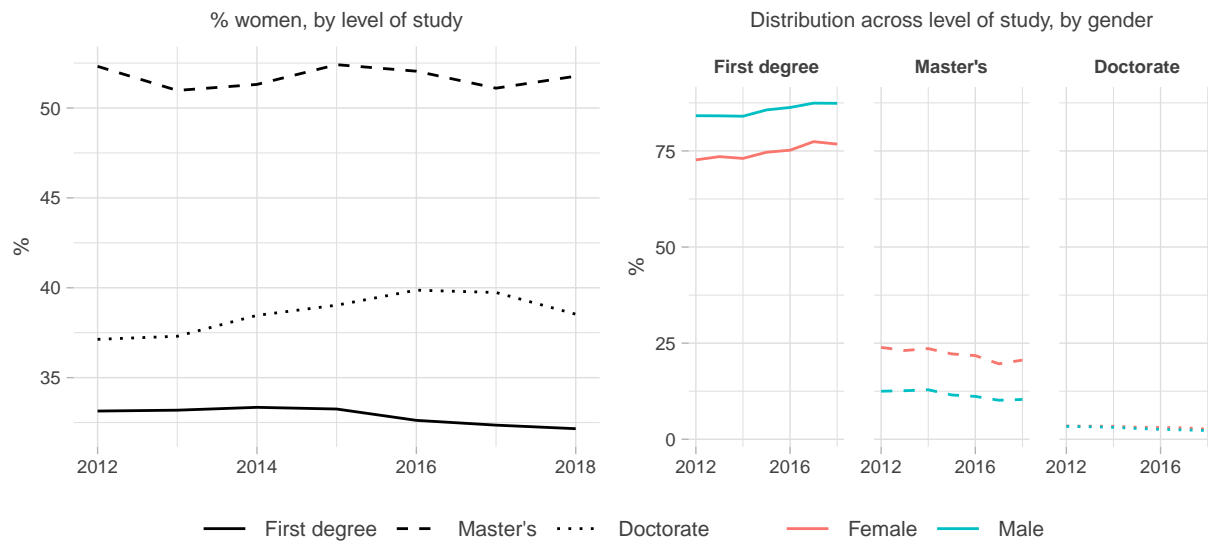 % women, by level of study
%
50
45
40
35
2012 2014 2016 2018
Distribution across level of study, by gender
First degree Master's Doctorate
%
75
50
25
0
2012 2016 2012 2016 2012 2016
First degree Master's Doctorate Female Male